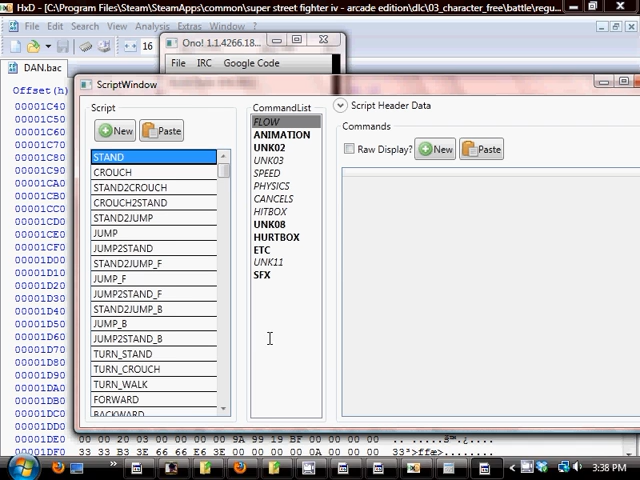 HxD - [C:\Program Files\Steam\SteamApps\common\super street fighter iv - arcade edition\dlc\03_character_free\battle\regu...
File Edit Search View Analysis Extras Window ?
16
Ono! 1.1.4266.18...
File IRC Google Code
DAN.bac
Offset(h)
00001C40
00001C50
00001C60
00001C70
00001C80
00001C90
00001CA0
00001CB0
00001CC0
00001CD0
00001CE0
00001CF0
00001D00
00001D10
00001D20
00001D30
00001D40
00001D50
00001D60
00001D70
00001D80
00001D90
00001DA0
00001DB0
00001DC0
00001DD0
ScriptWindow
Script
New Paste
STAND
CROUCH
STAND2CROUCH
CROUCH2STAND
STAND2JUMP
JUMP
JUMP2STAND
STAND2JUMP_F
JUMP_F
JUMP2STAND_F
STAND2JUMP_B
JUMP_B
JUMP2STAND_B
TURN_STAND
TURN_CROUCH
TURN_WALK
FORWARD
BACKWARD
CommandList
FLOW
ANIMATION
UNK02
UNK03
SPEED
PHYSICS
CANCELS
HITBOX
UNK08
HURTBOX
ETC
UNK11
SFX
Script Header Data
Commands
Raw Display? New Paste
00001DE0 00 00 20 03 00 00 00 00 9A 99 19 BF 00 00 00 00
00001DF0 33 33 B3 3E 66 66 E6 3E 00 00 00 00 0A 00 00 00 33³>ffæ>........
3:38 PM